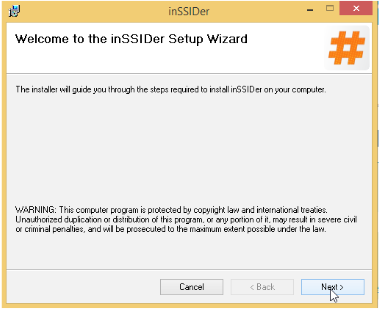 inSSIDer
Welcome to the inSSIDer Setup Wizard
#
The installer will guide you through the steps required to install inSSIDer on your computer.
WARNING: This computer program is protected by copyright law and international treaties.
Unauthorized duplication or distribution of this program, or any portion of it, may result in severe civil
or criminal penalties, and will be prosecuted to the maximum extent possible under the law.
Cancel
< Back
Next >